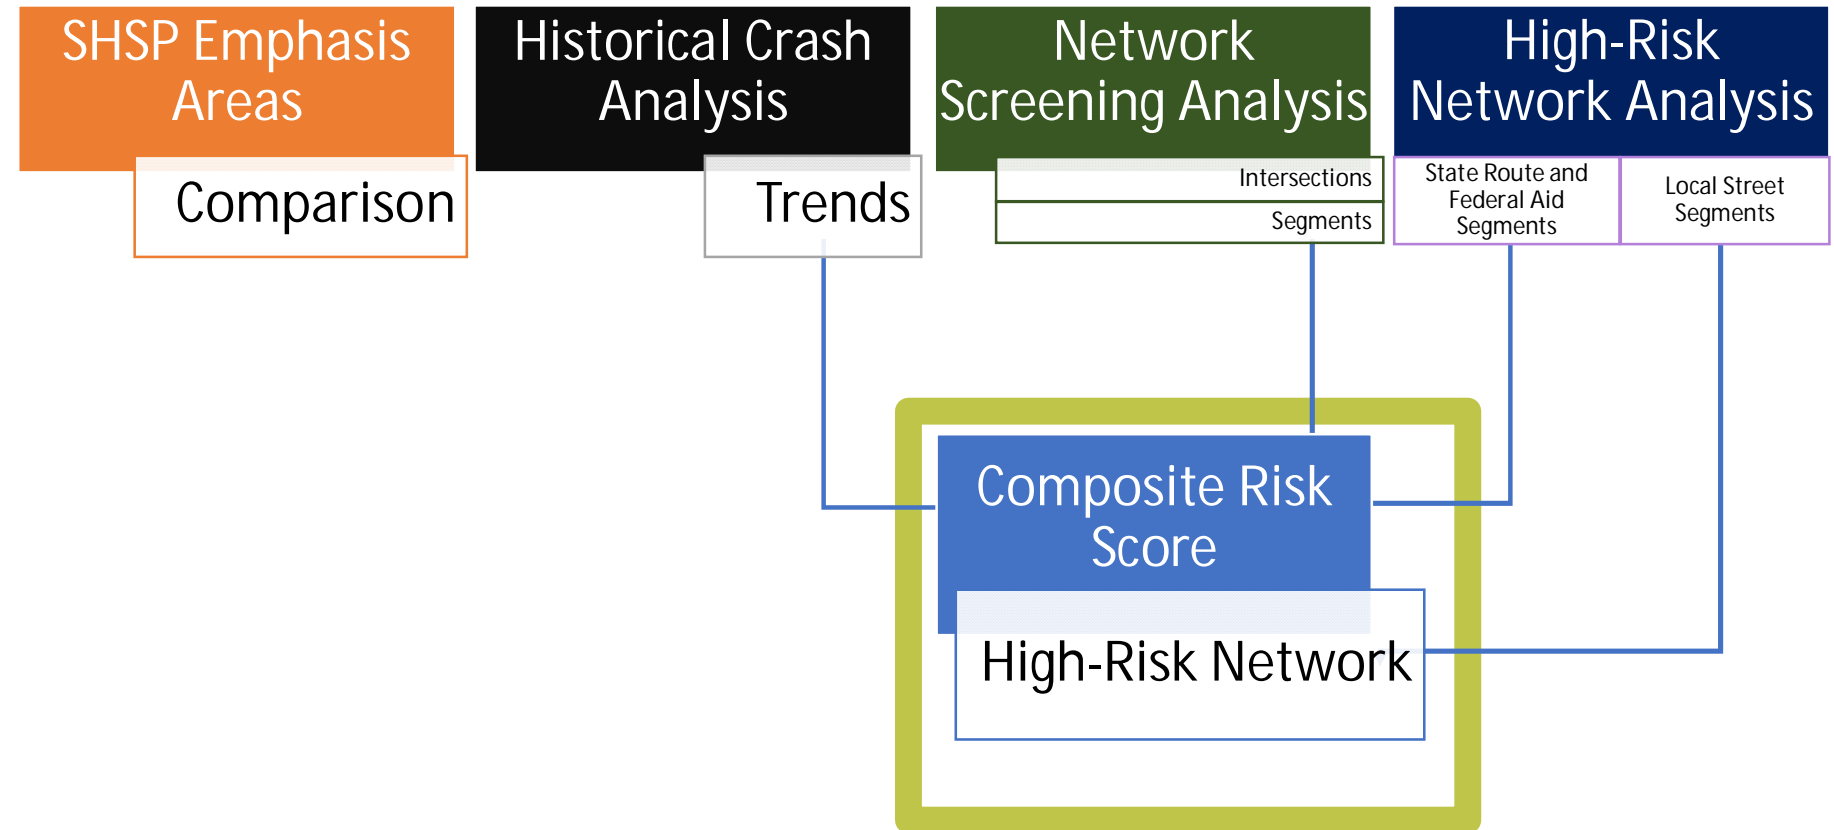 SHSP Emphasis
Areas
Comparison
Historical Crash
Analysis
Trends
Network
Screening Analysis
Intersections
Segments
High-Risk
Network Analysis
State Route and
Federal Aid
Segments
Local Street
Segments
Composite Risk
Score
High-Risk Network